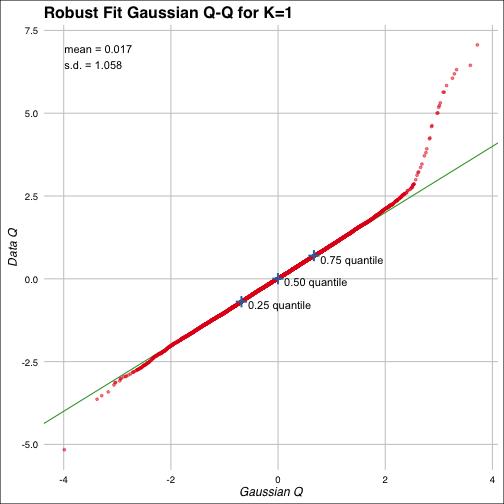 Robust Fit Gaussian Q-Q for K=1
mean = 0.017
s.d. = 1.058
7.5
5.0
2.5
0.0
-2.5
-5.0
Data Q
0.75 quantile
0.50 quantile
0.25 quantile
-4
-2
0
2
4
Gaussian Q